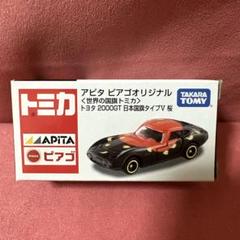 トミカ
APiTA
ピアゴ
アピタ ピアゴオリジナル
<世界の国旗トミカ>
トヨタ 2000GT 日本国旗タイプV 桜
TAKARA
TOMY